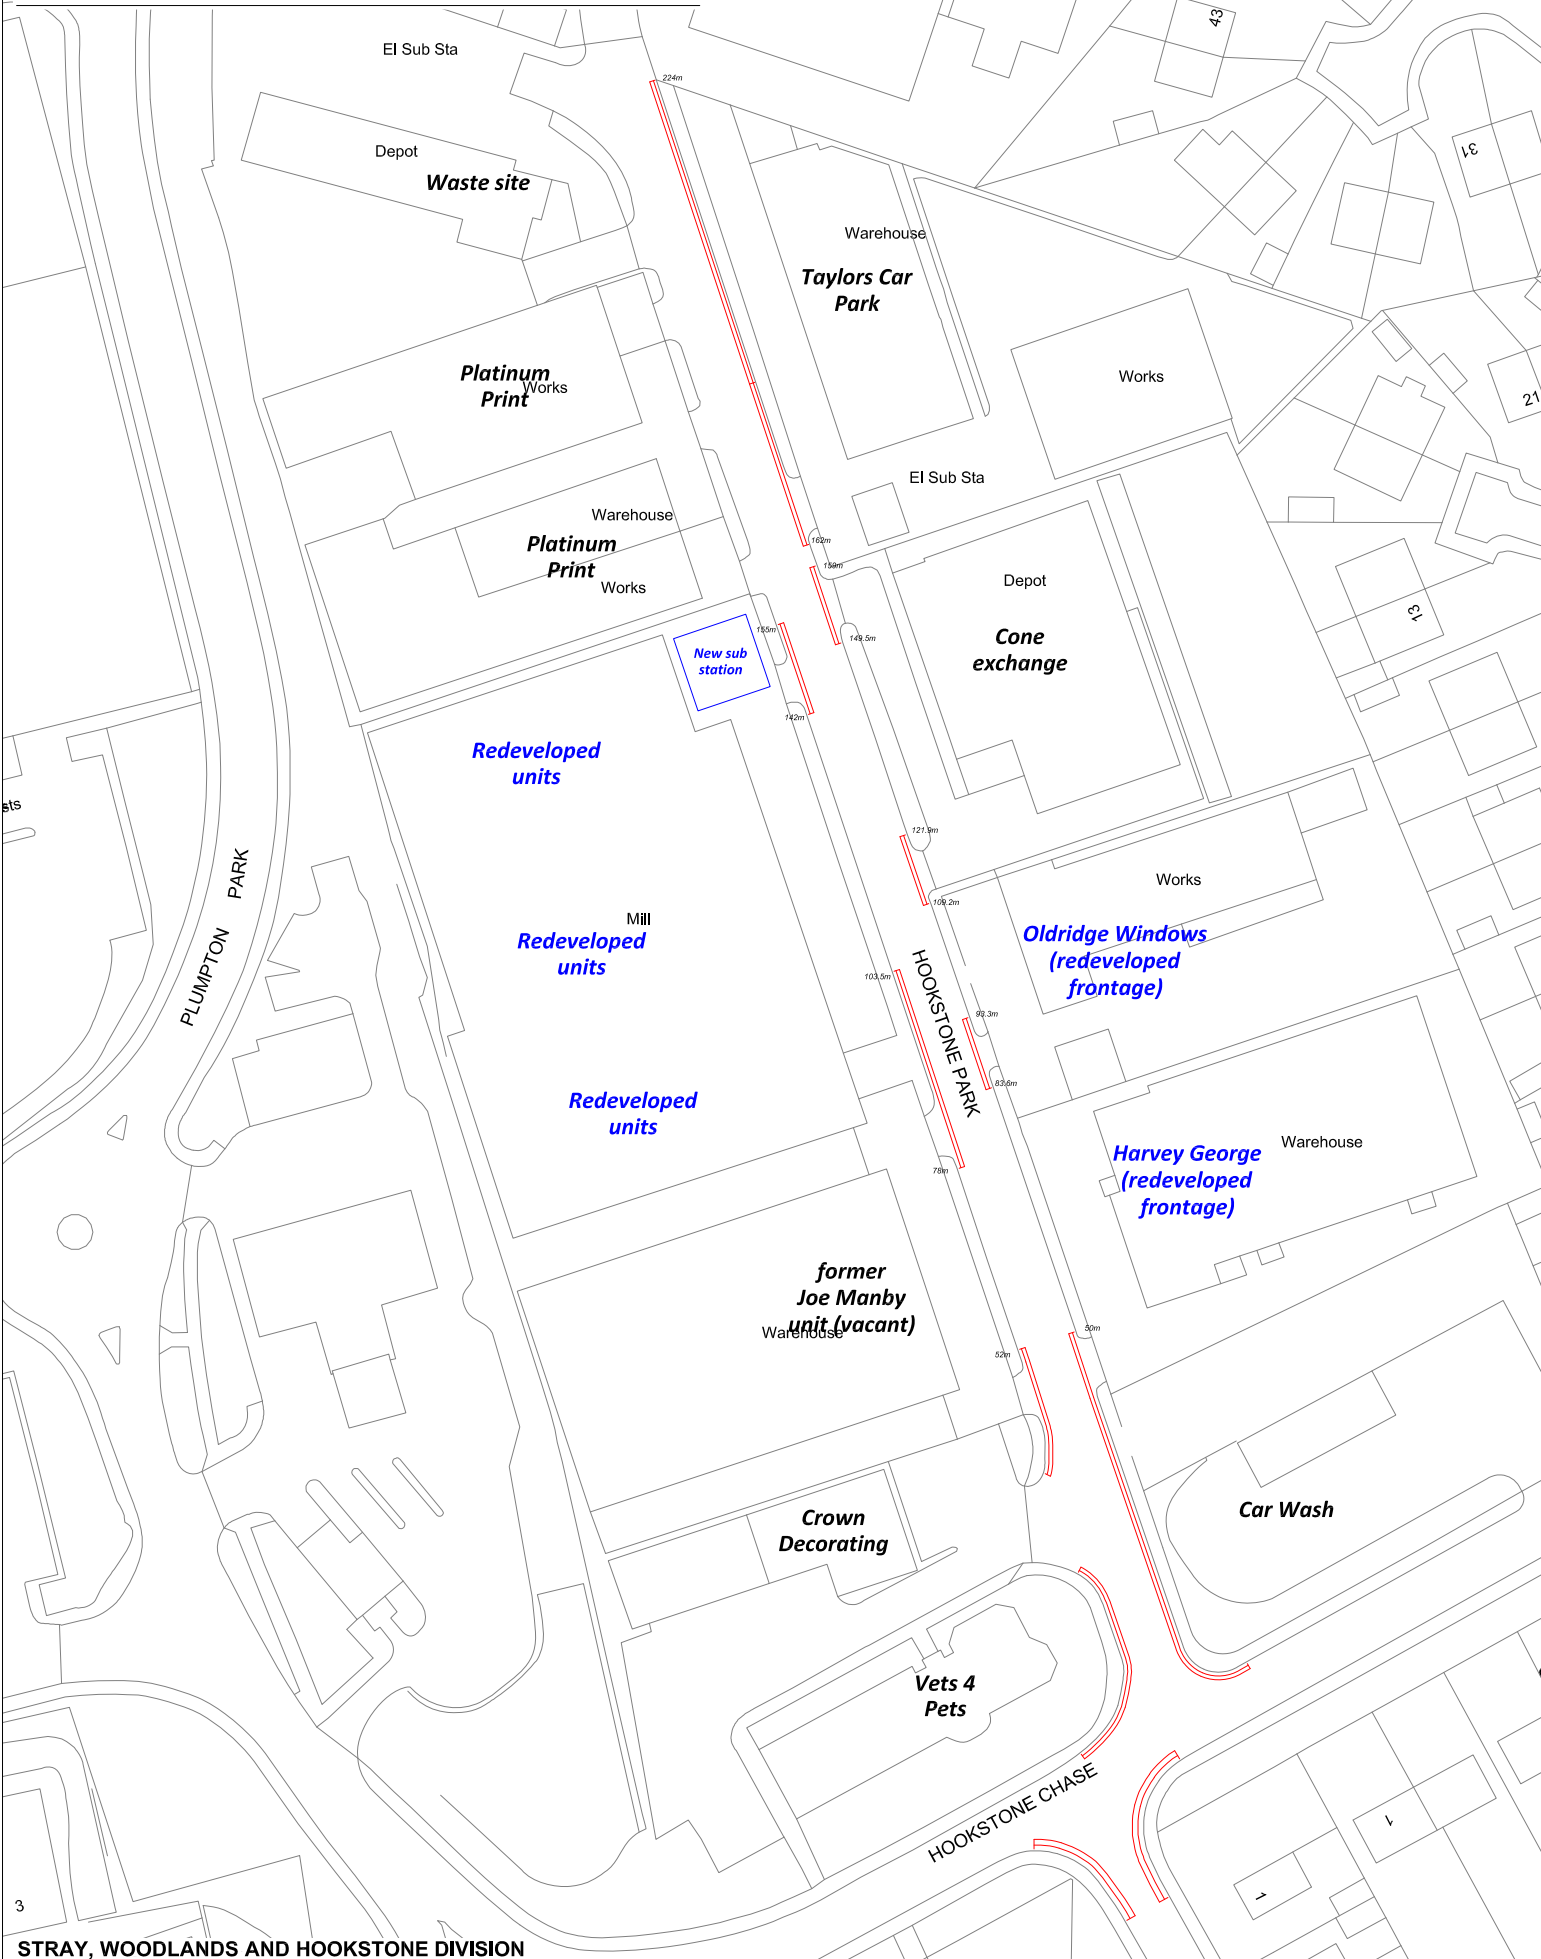 43
El Sub Sta
224m
31
Depot
Waste site
Warehouse
Taylors Car
Park
Platinum
Print
Works
Works
21
El Sub Sta
Warehouse
Platinum
Print
Works
162m
159m
Depot
13
155m
149.5m
Cone
exchange
New sub
station
142m
Redeveloped
units
sts
121.9m
PLUMPTON PARK
Works
109.2m
Mill
Redeveloped
units
Oldridge Windows
(redeveloped
frontage)
103.5m
HOOKSTONE PARK
93.3m
83.6m
Redeveloped
units
Warehouse
Harvey George
(redeveloped
frontage)
78m
former
Joe Manby
unit (vacant)
Warehouse
50m
52m
Car Wash
Crown
Decorating
Vets 4
Pets
HOOKSTONE CHASE
1
1
3
STRAY, WOODLANDS AND HOOKSTONE DIVISION